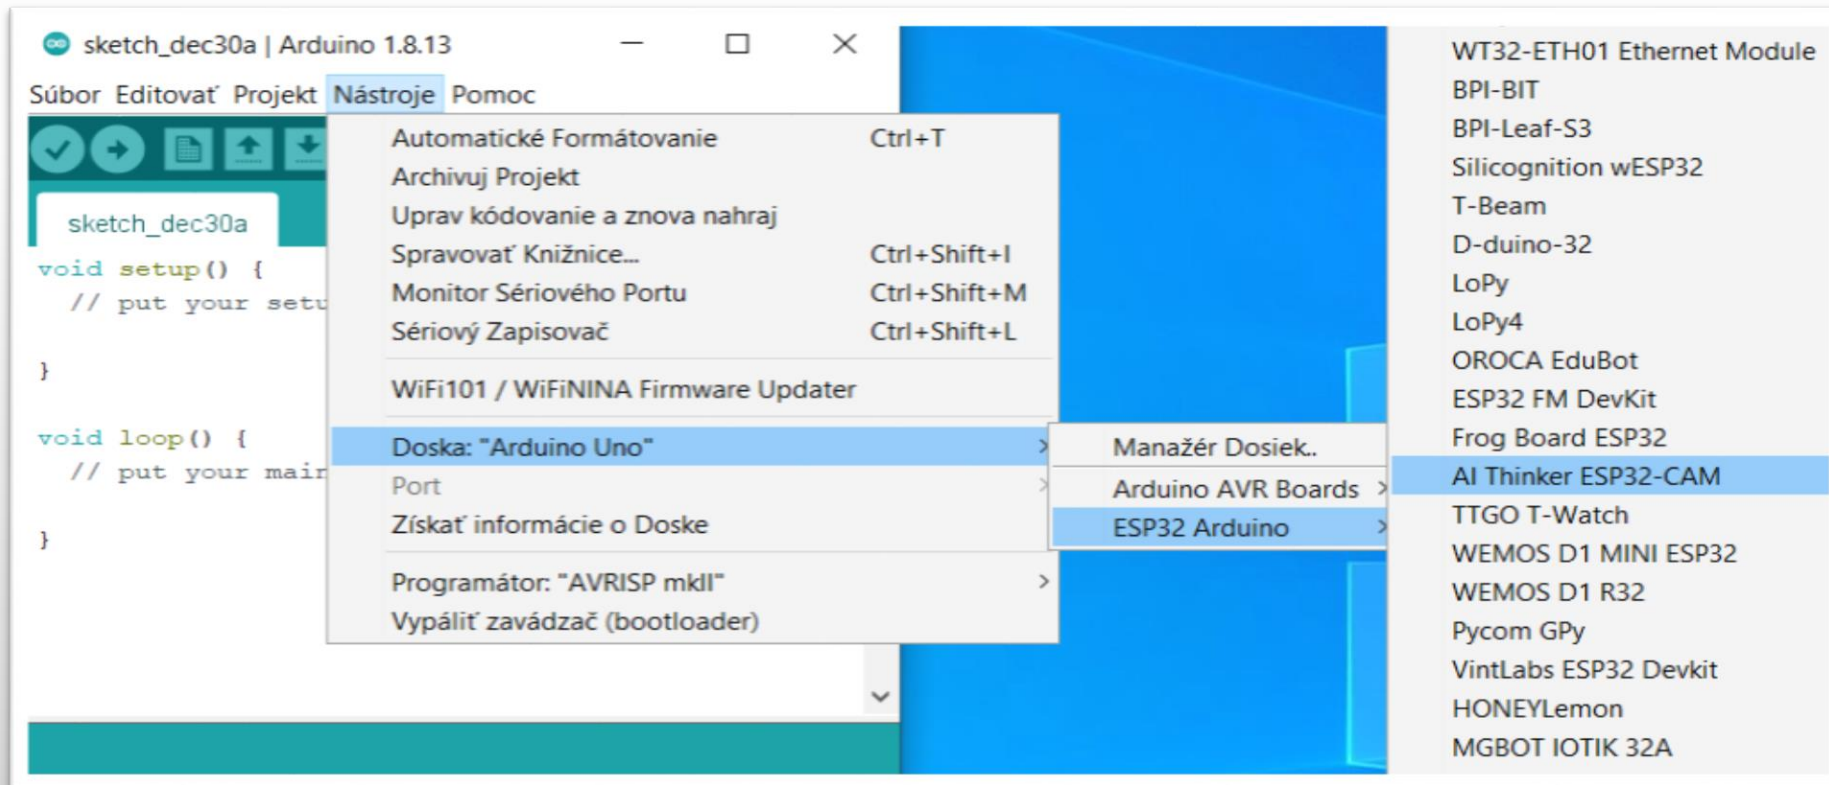 sketch_dec30a | Arduino 1.8.13
Súbor Editovať Projekt Nástroje Pomoc
sketch_dec30a
void setup() {
// put your setu
}
void loop() {
// put your main
}
Automatické Formátovanie Ctrl+T
Archivuj Projekt
Uprav kódovanie a znova nahraj
Spravovať Knižnice... Ctrl+Shift+I
Monitor Sériového Portu Ctrl+Shift+M
Sériový Zapisovač Ctrl+Shift+L
WiFi101 / WiFiNINA Firmware Updater
Doska: "Arduino Uno"
Port
Získať informácie o Doske
Programátor: "AVRISP mkII"
Vypáliť zavádzač (bootloader)
Manažér Dosiek..
Arduino AVR Boards
ESP32 Arduino
WT32-ETH01 Ethernet Module
BPI-BIT
BPI-Leaf-S3
Silicognition wESP32
T-Beam
D-duino-32
LoPy
LoPy4
OROCA EduBot
ESP32 FM DevKit
Frog Board ESP32
AI Thinker ESP32-CAM
TTGO T-Watch
WEMOS D1 MINI ESP32
WEMOS D1 R32
Pycom GPy
VintLabs ESP32 Devkit
HONEYLemon
MGBOT IOTIK 32A